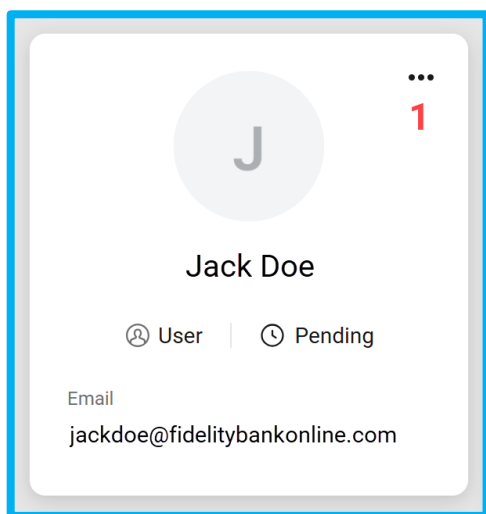 •••
1
J
Jack Doe
User Pending
Email
jackdoe@fidelitybankonline.com